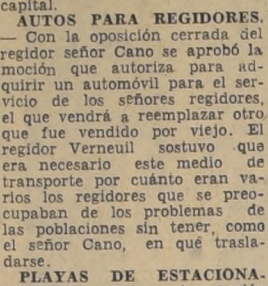 capital.
AUTOS PARA REGIDORES.
— Con la oposición cerrada del
regidor señor Cano se aprobó la
moción que autoriza para ad-
quirir un automóvil para el ser-
vicio de los señores regidores,
el que vendrá a reemplazar otro
que fue vendido por viejo. El
regidor Verneuil sostuvo que
era necesario este medio de
transporte por cuánto eran va-
rios los regidores que se preo-
cupaban de los problemas de
las poblaciones sin tener, como
el señor Cano, en qué trasla-
darse.
PLAYAS DE ESTACIONA-